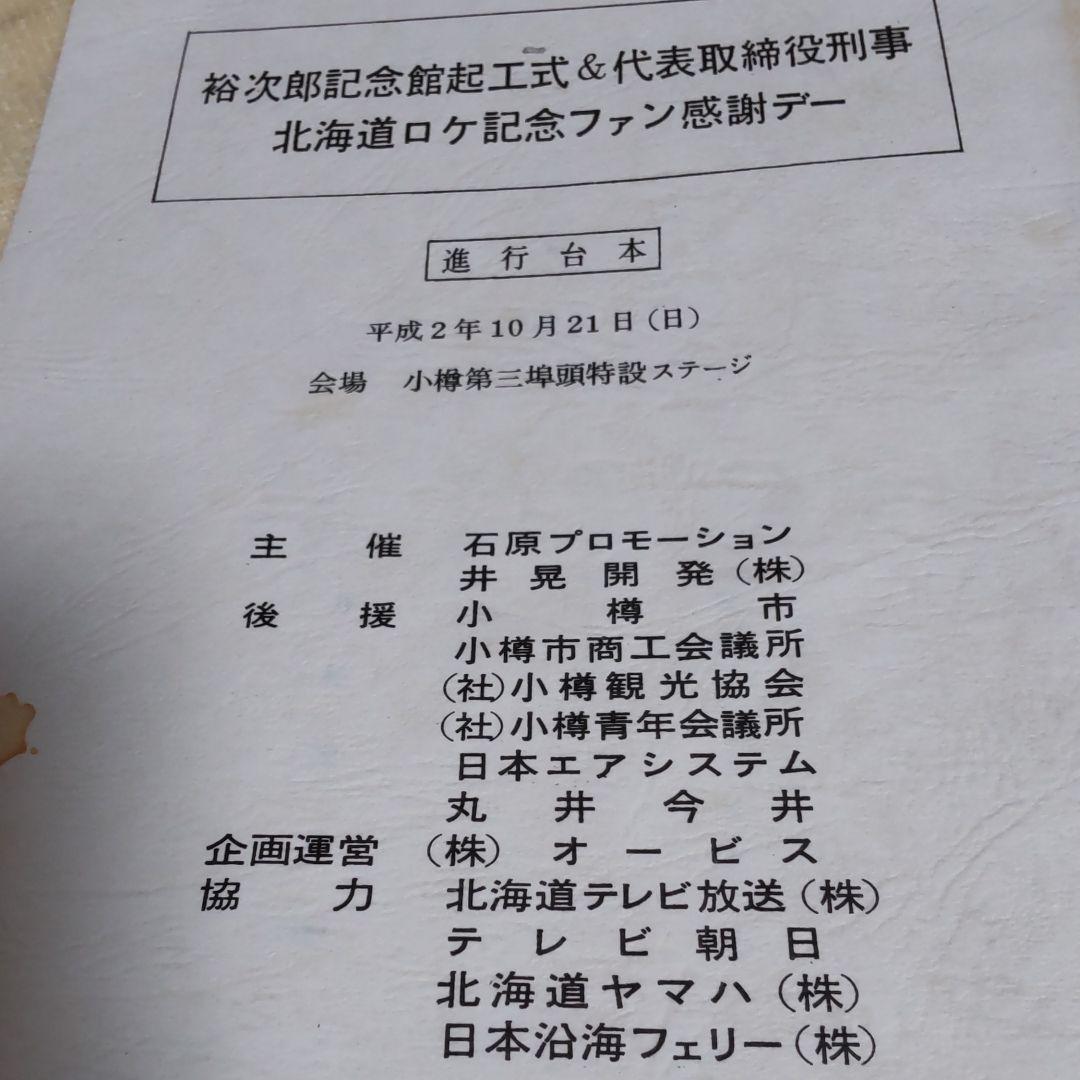 裕次郎記念館起工式&代表取締役刑事
北海道ロケ記念ファン感謝デー
進行台本
平成2年10月21日(日)
会場 小樽第三埠頭特設ステージ
主催 石原プロモーション
井晃開発(株)
後援 小樽市
小樽市商工会議所
(社)小樽観光協会
(社)小樽青年会議所
日本エアシステム
丸井今井
企画運営 (株)オービス
協力 北海道テレビ放送(株)
テレビ朝日
北海道ヤマハ(株)
日本沿海フェリー(株)